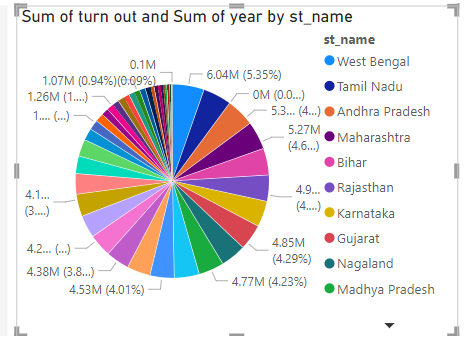 Sum of turn out and Sum of year by st_name
st_name
West Bengal
Tamil Nadu
Andhra Pradesh
Maharashtra
Bihar
Rajasthan
Karnataka
Gujarat
Nagaland
Madhya Pradesh
0.1M
(0.09%)
6.04M (5.35%)
0M (0.0...)
5.3... (4...)
5.27M
(4.6...)
4.9...
(4....)
4.85M
(4.29%)
4.77M (4.23%)
4.53M (4.01%)
4.38M (3.8...)
4.2... (...)
4.1...
(3....)
1.... (...)
1.26M (1....)
1.07M (0.94%)